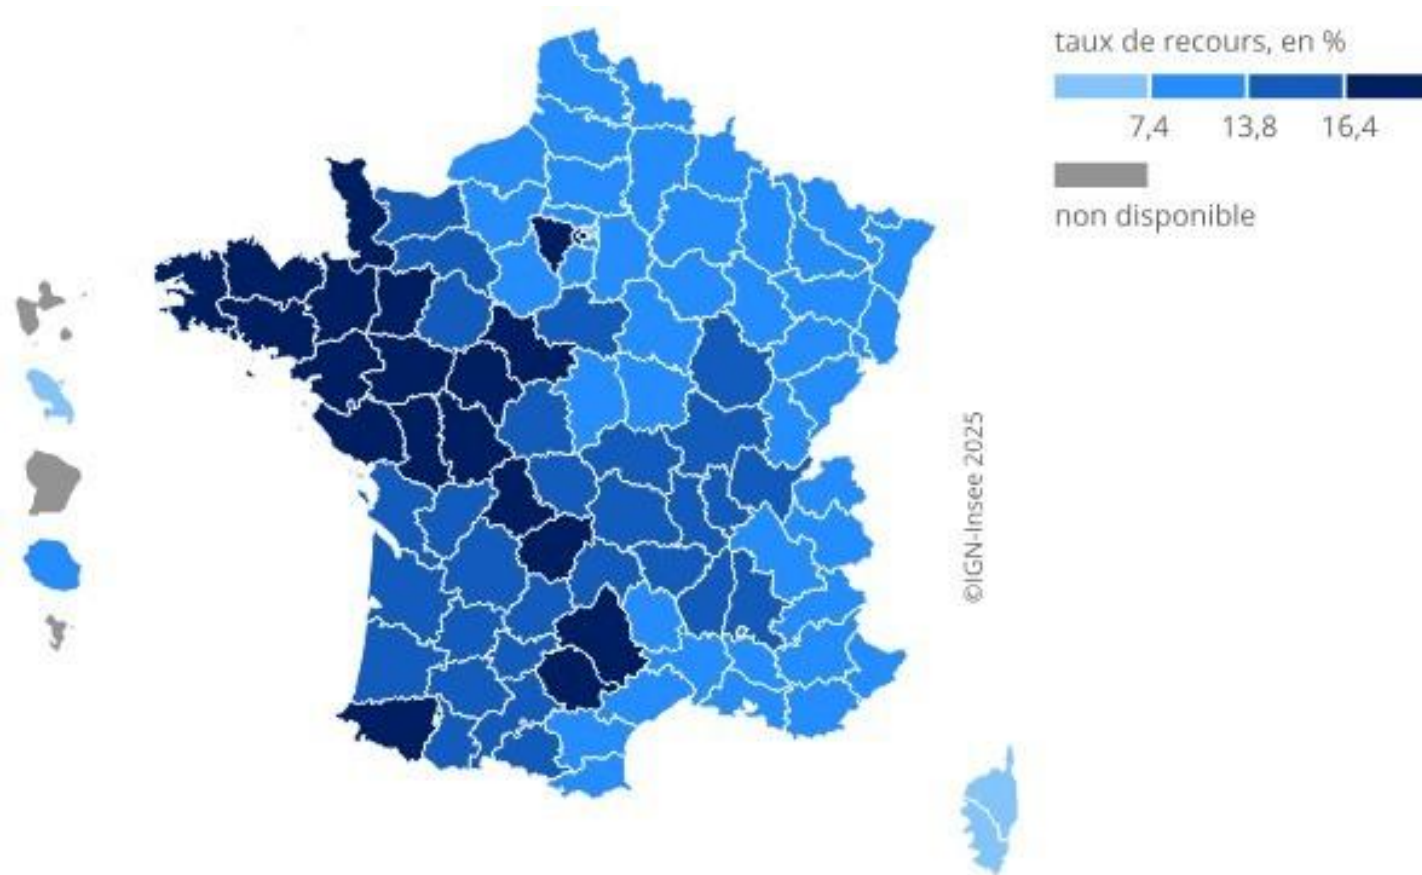 taux de recours, en %
7,4 13,8 16,4
non disponible
©IGN-Insee 2025